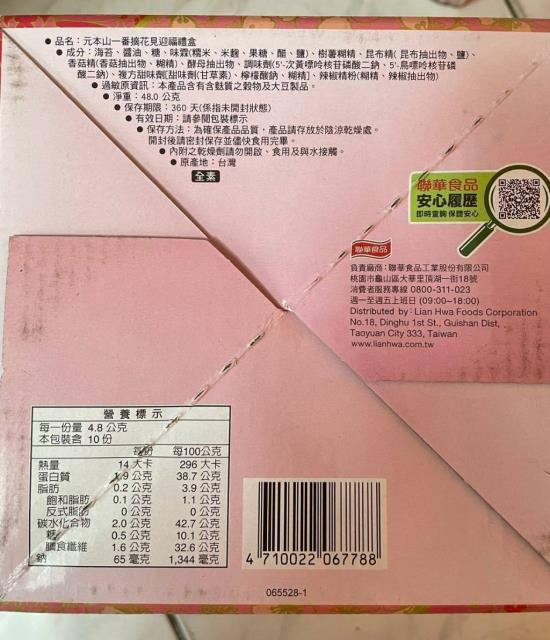 ●品名：元本山一番摘花見迎福禮盒
●成分：海苔、醬油、糖、味霖(糯米、米麴、果糖、醋、鹽)、樹薯糊精、昆布精(昆布抽出物、鹽)、
香菇精(香菇抽出物、糊精)、酵母抽出物、調味劑(5'-次黃嘌呤核苷磷酸二鈉、5'-鳥嘌呤核苷磷
酸二鈉)、複方甜味劑[甜味劑(甘草素)、檸檬酸鈉、糊精]、辣椒精粉(糊精、辣椒抽出物)
●過敏原資訊：本產品含有含麩質之穀物及大豆製品。
●淨重：48.0 公克
●保存期限：360 天(係指未開封狀態)
●有效日期：請參閱包裝標示
●保存方法：為確保產品品質，產品請存放於陰涼乾燥處。
開封後請密封保存並儘快食用完畢。
●內附之乾燥劑請勿開啟、食用及與水接觸。
●原產地：台灣
全素
聯華食品
安心履歷
即時查詢 保證安心
聯華食品
負責廠商：聯華食品工業股份有限公司
桃園市龜山區大華里頂湖一街18號
消費者服務專線 0800-311-023
週一至週五上班日 (09:00~18:00)
Distributed by : Lian Hwa Foods Corporation
No.18, Dinghu 1st St., Guishan Dist,
Taoyuan City 333, Taiwan
www.lianhwa.com.tw
營養標示
每一份量 4.8 公克
本包裝含 10 份
每份 每100公克
熱量 14 大卡 296 大卡
蛋白質 1.9 公克 38.7 公克
脂肪 0.2 公克 3.9 公克
飽和脂肪 0.1 公克 1.1 公克
反式脂肪 0 公克 0 公克
碳水化合物 2.0 公克 42.7 公克
糖 0.5 公克 10.1 公克
膳食纖維 1.6 公克 32.6 公克
鈉 65 毫克 1,344 毫克
4 710022 067788
065528-1